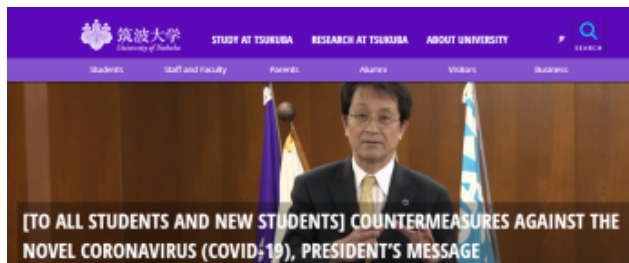 筑波大学
University of Tsukuba
STUDY AT TSUKUBA RESEARCH AT TSUKUBA ABOUT UNIVERSITY
SEARCH
Students Staff and Faculty Parents Alumni Visitors Business
[TO ALL STUDENTS AND NEW STUDENTS] COUNTERMEASURES AGAINST THE
NOVEL CORONAVIRUS (COVID-19), PRESIDENT'S MESSAGE